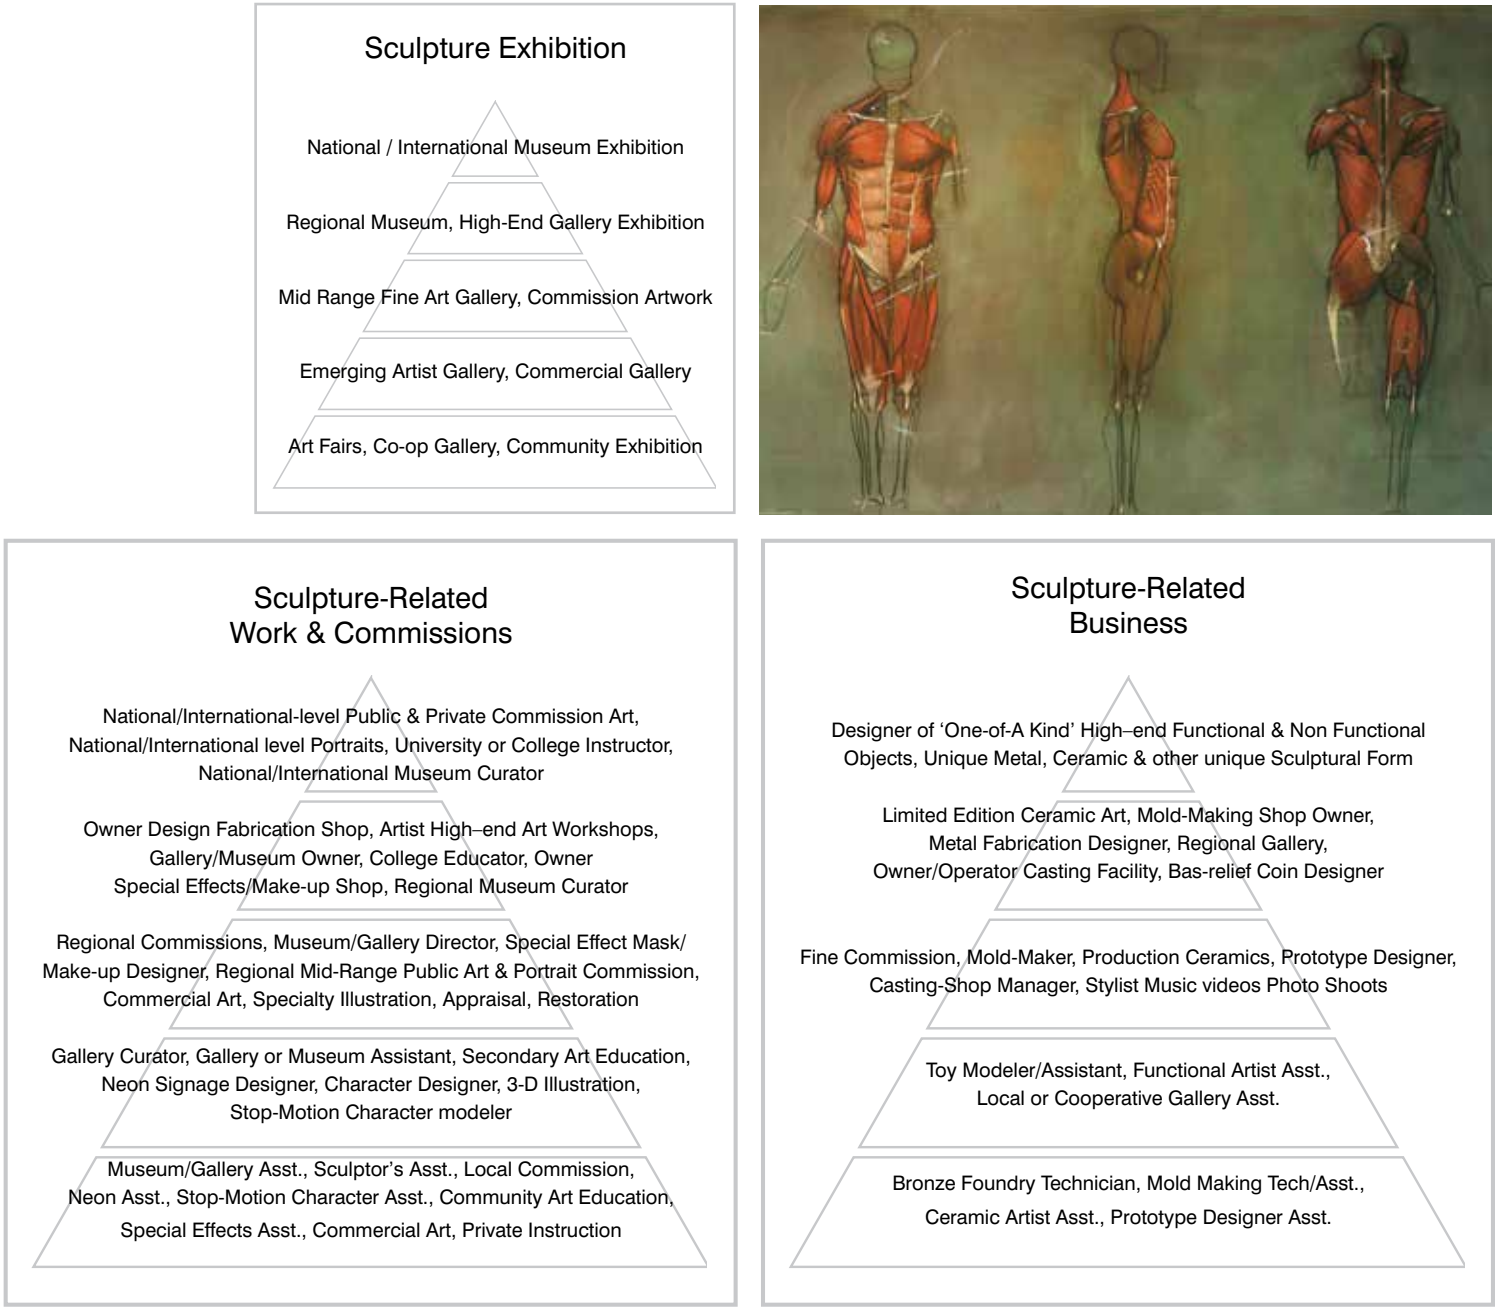 Sculpture Exhibition
National / International Museum Exhibition
Regional Museum, High-End Gallery Exhibition
Mid Range Fine Art Gallery, Commission Artwork
Emerging Artist Gallery, Commercial Gallery
Art Fairs, Co-op Gallery, Community Exhibition
Sculpture-Related
Work & Commissions
National/International-level Public & Private Commission Art,
National/International level Portraits, University or College Instructor,
National/International Museum Curator
Owner Design Fabrication Shop, Artist High–end Art Workshops,
Gallery/Museum Owner, College Educator, Owner
Special Effects/Make-up Shop, Regional Museum Curator
Regional Commissions, Museum/Gallery Director, Special Effect Mask/
Make-up Designer, Regional Mid-Range Public Art & Portrait Commission,
Commercial Art, Specialty Illustration, Appraisal, Restoration
Gallery Curator, Gallery or Museum Assistant, Secondary Art Education,
Neon Signage Designer, Character Designer, 3-D Illustration,
Stop-Motion Character modeler
Museum/Gallery Asst., Sculptor’s Asst., Local Commission,
Neon Asst., Stop-Motion Character Asst., Community Art Education,
Special Effects Asst., Commercial Art, Private Instruction
Sculpture-Related
Business
Designer of ‘One-of-A Kind’ High–end Functional & Non Functional
Objects, Unique Metal, Ceramic & other unique Sculptural Form
Limited Edition Ceramic Art, Mold-Making Shop Owner,
Metal Fabrication Designer, Regional Gallery,
Owner/Operator Casting Facility, Bas-relief Coin Designer
Fine Commission, Mold-Maker, Production Ceramics, Prototype Designer,
Casting-Shop Manager, Stylist Music videos Photo Shoots
Toy Modeler/Assistant, Functional Artist Asst.,
Local or Cooperative Gallery Asst.
Bronze Foundry Technician, Mold Making Tech/Asst.,
Ceramic Artist Asst., Prototype Designer Asst.